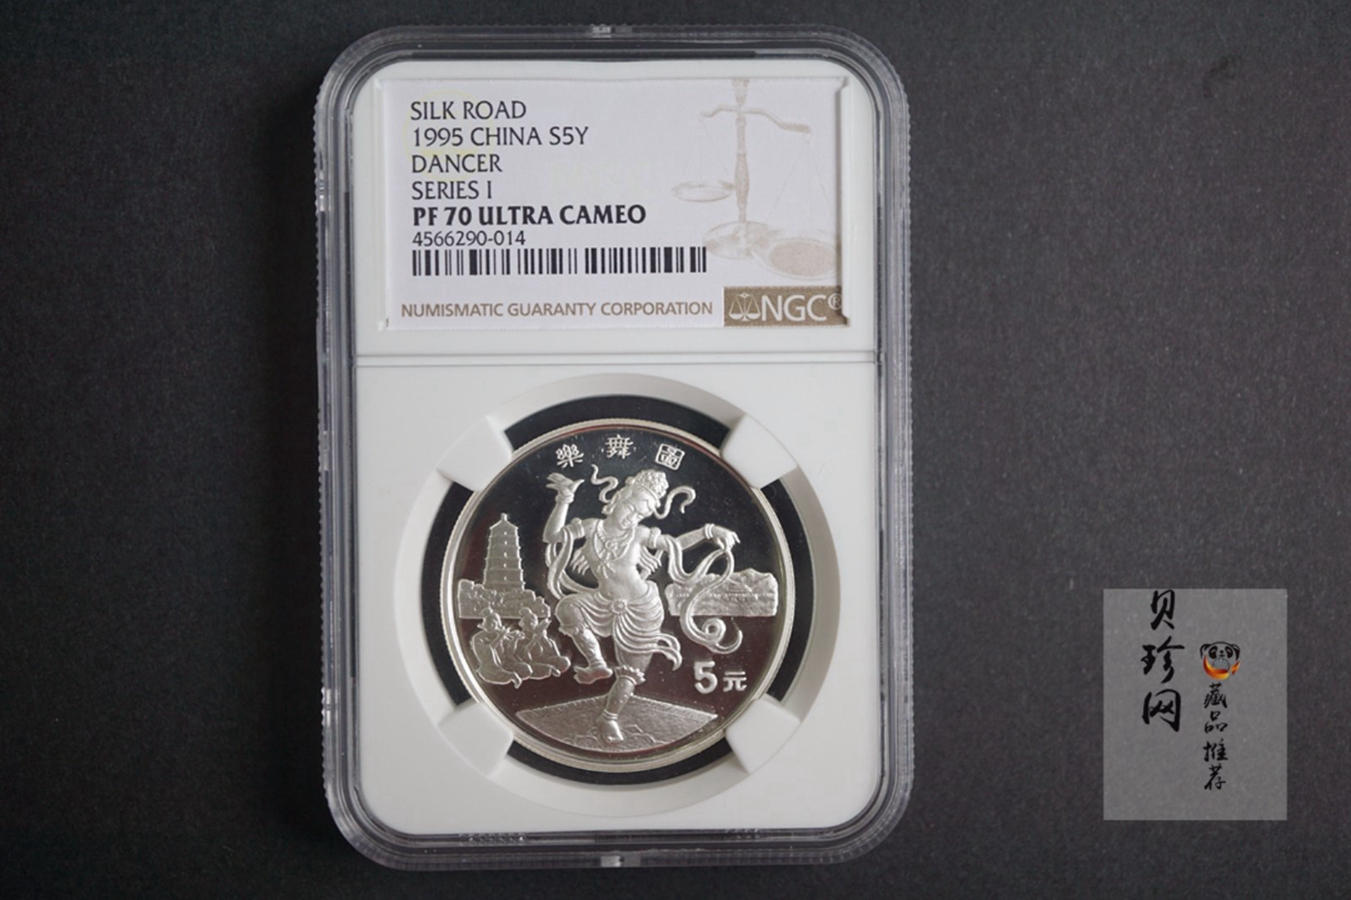 SILK ROAD
1995 CHINA S5Y
DANCER
SERIES I
PF 70 ULTRA CAMEO
4566290-014
NUMISMATIC GUARANTY CORPORATION
NGC®
樂舞圖
5元
贝珍网
藏品推荐